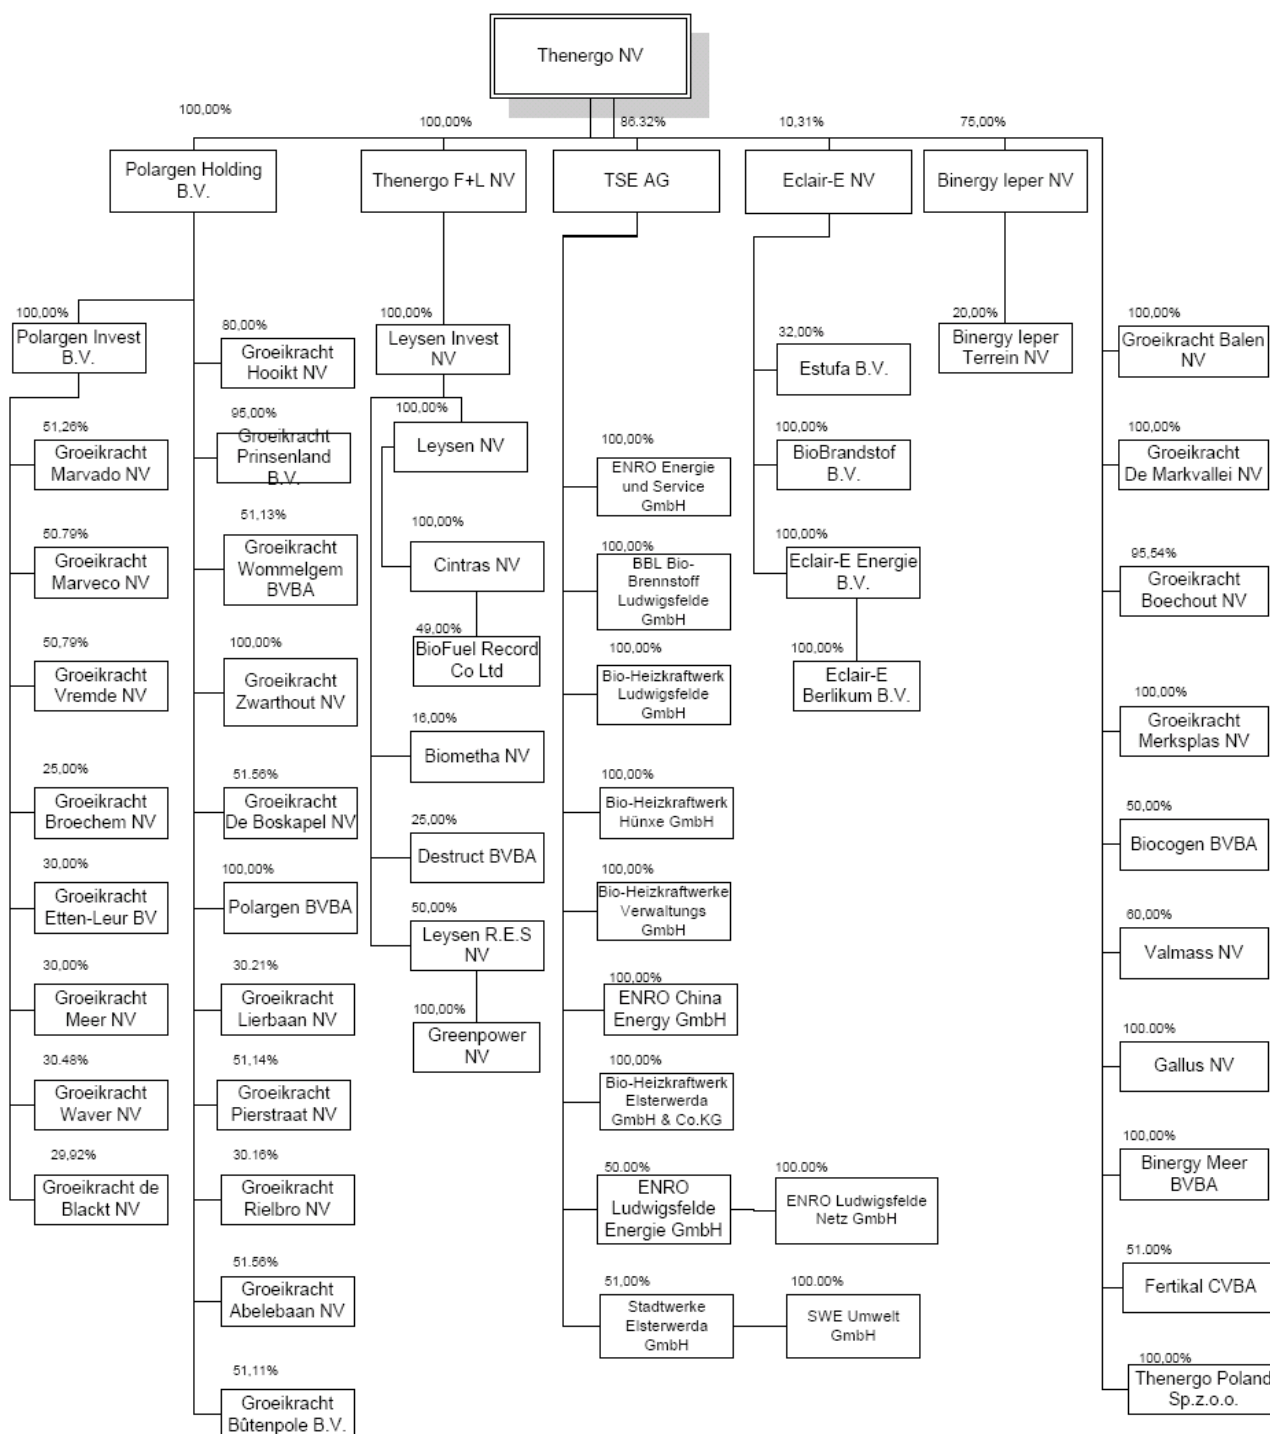 Thenergo NV
100,00%
Polargen Holding
B.V.
100,00%
Thenergo F+L NV
86.32%
TSE AG
10,31%
Eclair-E NV
75,00%
Binergy Ieper NV
100,00%
Polargen Invest
B.V.
51,26%
Groeikracht
Marvado NV
50.79%
Groeikracht
Marveco NV
50,79%
Groeikracht
Vremde NV
25,00%
Groeikracht
Broechem NV
30,00%
Groeikracht
Etten-Leur BV
30,00%
Groeikracht
Meer NV
30.48%
Groeikracht
Waver NV
29,92%
Groeikracht de
Blackt NV
80,00%
Groeikracht
Hooikt NV
95,00%
Groeikracht
Prinsenland
B.V.
51,13%
Groeikracht
Wommelgem
BVBA
100,00%
Groeikracht
Zwarthout NV
51.56%
Groeikracht
De Boskapel NV
100,00%
Polargen BVBA
30.21%
Groeikracht
Lierbaan NV
51,14%
Groeikracht
Pierstraat NV
30.16%
Groeikracht
Rielbro NV
51.56%
Groeikracht
Abelebaan NV
51,11%
Groeikracht
Bûtenpole B.V.
100,00%
Leysen Invest
NV
100,00%
Leysen NV
100,00%
Cintras NV
49,00%
BioFuel Record
Co Ltd
16,00%
Biometha NV
25,00%
Destruct BVBA
50,00%
Leysen R.E.S
NV
100,00%
Greenpower
NV
100,00%
ENRO Energie
und Service
GmbH
100,00%
BBL Bio-
Brennstoff
Ludwigsfelde
GmbH
100,00%
Bio-Heizkraftwerk
Ludwigsfelde
GmbH
100,00%
Bio-Heizkraftwerk
Hünxe GmbH
100,00%
Bio-Heizkraftwerke
Verwaltungs
GmbH
100,00%
ENRO China
Energy GmbH
100,00%
Bio-Heizkraftwerk
Elsterwerda
GmbH & Co.KG
50.00%
ENRO
Ludwigsfelde
Energie GmbH
100.00%
ENRO Ludwigsfelde
Netz GmbH
51,00%
Stadtwerke
Elsterwerda
GmbH
100.00%
SWE Umwelt
GmbH
32,00%
Estufa B.V.
100,00%
BioBrandstof
B.V.
100,00%
Eclair-E Energie
B.V.
100,00%
Eclair-E
Berlikum B.V.
20,00%
Binergy Ieper
Terrein NV
100,00%
Groeikracht Balen
NV
100,00%
Groeikracht
De Markvallei NV
95,54%
Groeikracht
Boechout NV
100,00%
Groeikracht
Merksplas NV
50,00%
Biocogen BVBA
60,00%
Valmass NV
100.00%
Gallus NV
100,00%
Binergy Meer
BVBA
51.00%
Fertikal CVBA
100,00%
Thenergo Poland
Sp.z.o.o.